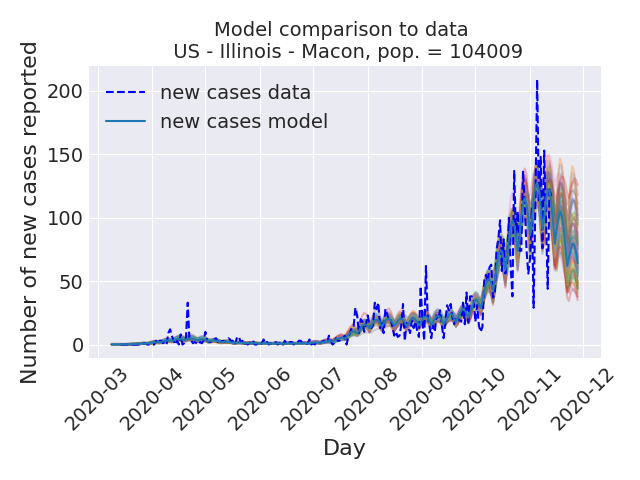 Model comparison to data
US - Illinois - Macon, pop. = 104009
new cases data
new cases model
Number of new cases reported
200
150
100
50
0
2020-03
2020-04
2020-05
2020-06
2020-07
2020-08
2020-09
2020-10
2020-11
2020-12
Day